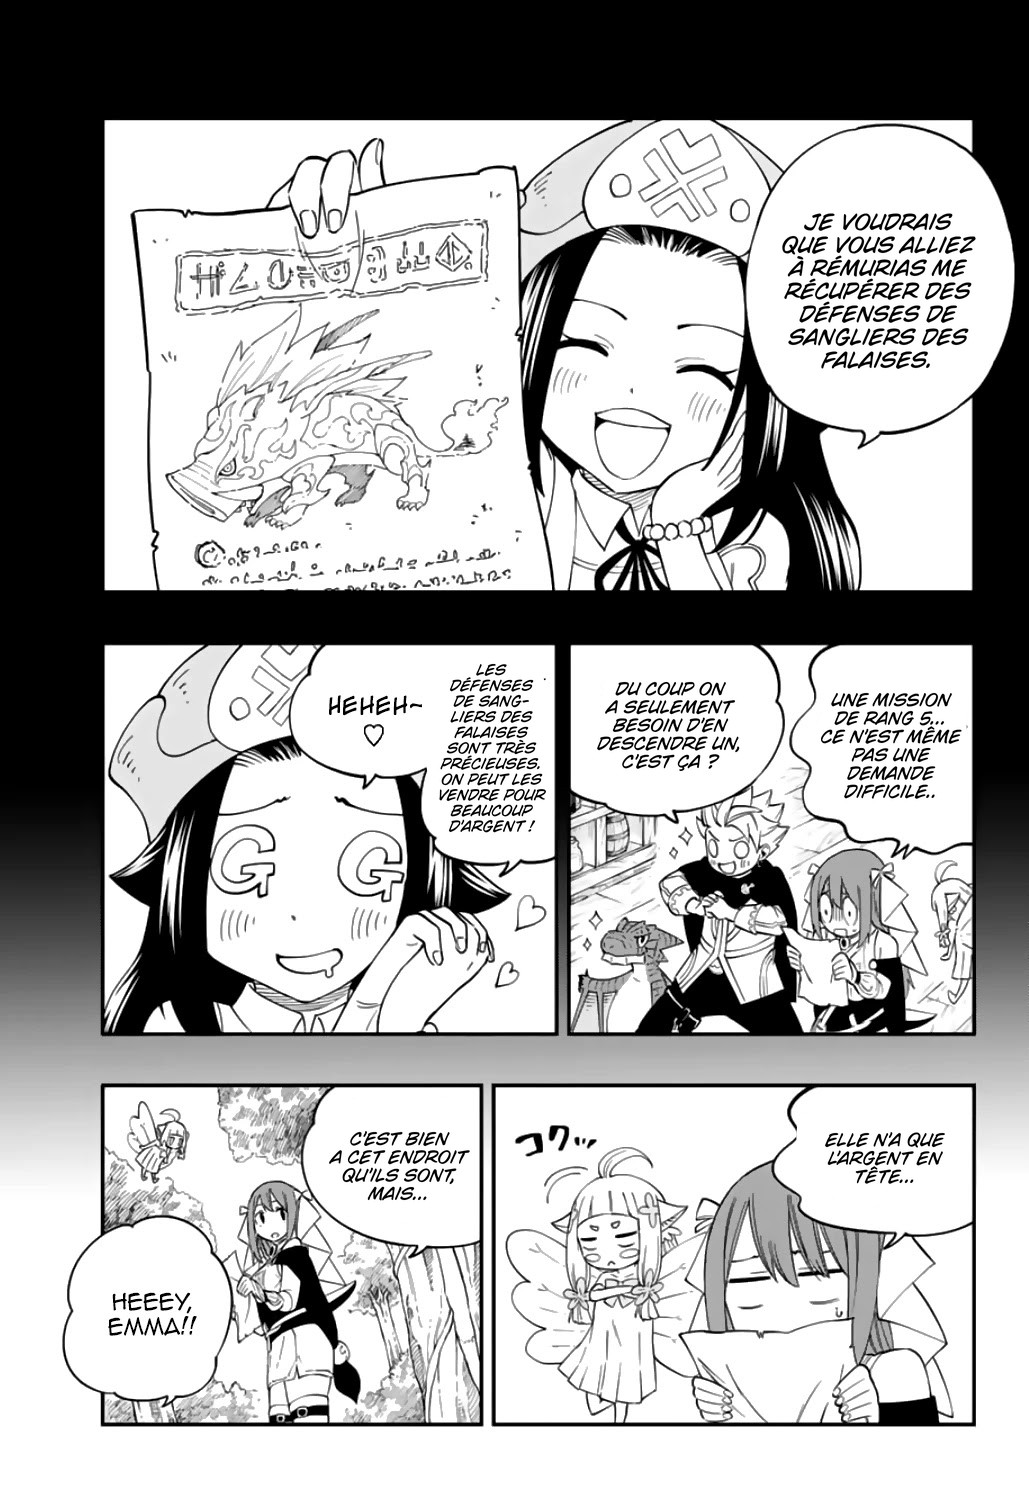 JE VOUDRAIS
QUE VOUS ALLIEZ
À RÉMURIAS ME
RÉCUPÉRER DES
DÉFENSES DE
SANGLIERS DES
FALAISES.
UNE MISSION
DE RANG 5...
CE N'EST MÊME
PAS UNE
DEMANDE
DIFFICILE..
DU COUP ON
A SEULEMENT
BESOIN D'EN
DESCENDRE UN,
C'EST ÇA ?
LES
DÉFENSES
DE SANG-
LIERS DES
FALAISES
SONT TRÈS
PRÉCIEUSES.
ON PEUT LES
VENDRE POUR
BEAUCOUP
D'ARGENT !
HEHEH~
♡
G G
ELLE N'A QUE
L'ARGENT EN
TÊTE...
コクッ
C'EST BIEN
A CET ENDROIT
QU'ILS SONT,
MAIS...
HEEEY,
EMMA!!